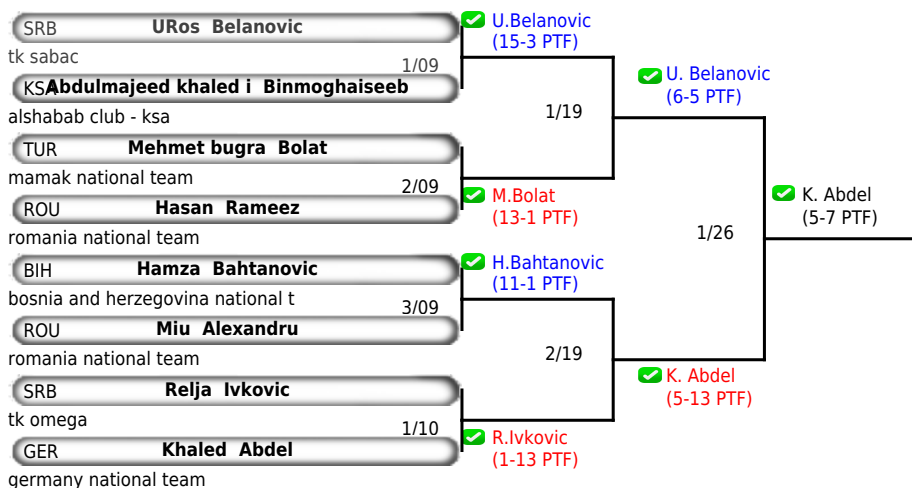 SRB URos Belanovic
tk sabac
1/09
KSA Abdulmajeed khaled i Binmoghaiseeb
alshabab club - ksa
TUR Mehmet bugra Bolat
mamak national team
2/09
ROU Hasan Rameez
romania national team
BIH Hamza Bahtanovic
bosnia and herzegovina national t
3/09
ROU Miu Alexandru
romania national team
SRB Relja Ivkovic
tk omega
1/10
GER Khaled Abdel
germany national team
U.Belanovic
(15-3 PTF)
1/19
M.Bolat
(13-1 PTF)
H.Bahtanovic
(11-1 PTF)
2/19
R.Ivkovic
(1-13 PTF)
U. Belanovic
(6-5 PTF)
1/26
K. Abdel
(5-13 PTF)
K. Abdel
(5-7 PTF)